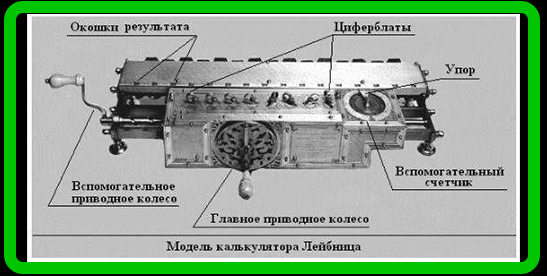 Окошки результата
Циферблаты
Упор
Вспомогательное
приводное колесо
Вспомогательный
счетчик
Главное приводное колесо
Модель калькулятора Лейбница